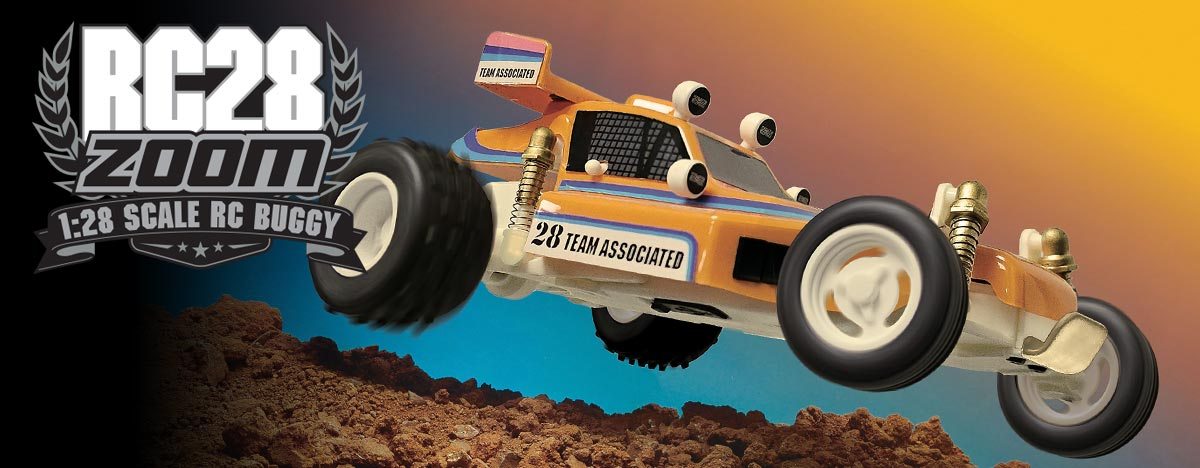 RC28
ZOOM
1:28 SCALE RC BUGGY
TEAM ASSOCIATED
28 TEAM ASSOCIATED